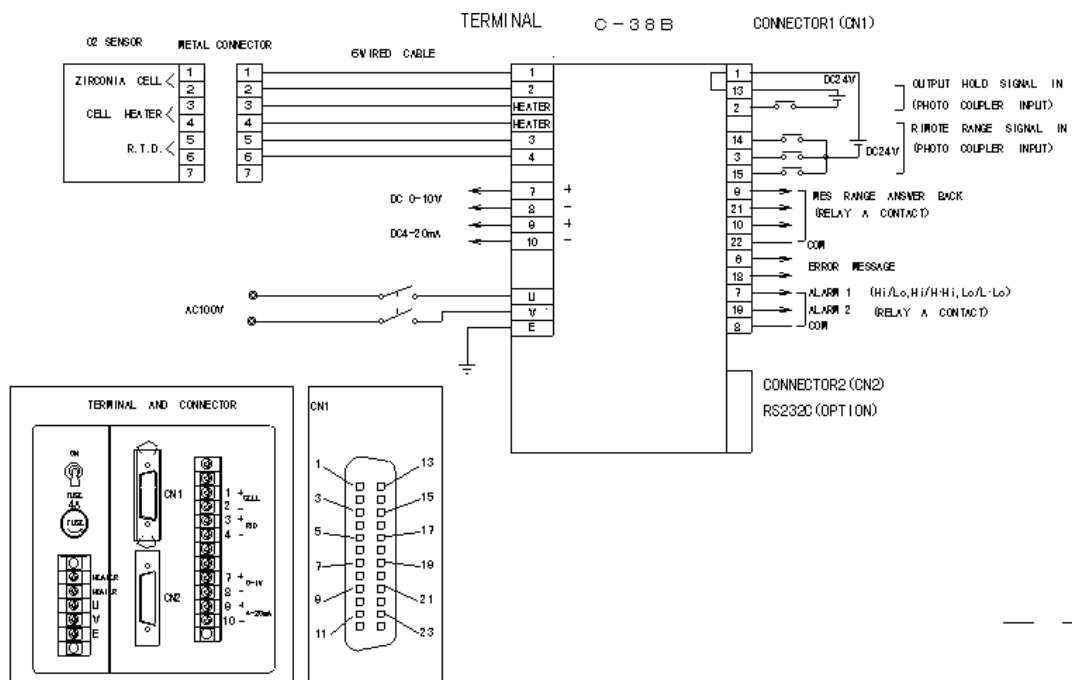 TERMINAL C-38B CONNECTOR1 (CN1)
O2 SENSOR METAL CONNECTOR 6WIRED CABLE
ZIRCONIA CELL
CELL HEATER
R.T.D.
1
2
3
4
5
6
7
1
2
3
4
5
6
7
1
2
HEATER
HEATER
3
4
7 +
8 -
9 +
10 -
U
V
E
DC 0-10V
DC4-20mA
AC100V
1
13
2
14
3
15
9
21
10
22
6
18
7
19
8
DC24V
OUTPUT HOLD SIGNAL IN
(PHOTO COUPLER INPUT)
DC24V
RIMOTE RANGE SIGNAL IN
(PHOTO COUPLER INPUT)
MES RANGE ANSWER BACK
(RELAY A CONTACT)
COM
ERROR MESSAGE
ALARM 1 (Hi/Lo,Hi/H·Hi,Lo/L·Lo)
ALARM 2 (RELAY A CONTACT)
COM
CONNECTOR2 (CN2)
RS232C (OPTION)
TERMINAL AND CONNECTOR
ON
FUSE
4A
FUSE
HEATER
HEATER
U
V
E
CN1
CN2
1 + CELL
2 -
3 + RTD
4 -
7 + 0-1V
8 -
9 + 4-20mA
10 -
CN1
1
3
5
7
9
11
13
15
17
19
21
23